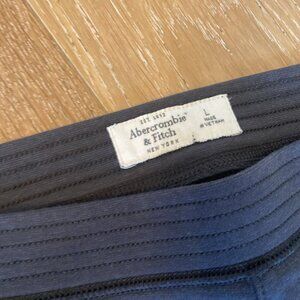 EST. 1892
Abercrombie
& Fitch
NEW YORK
L
MADE
IN VIETNAM